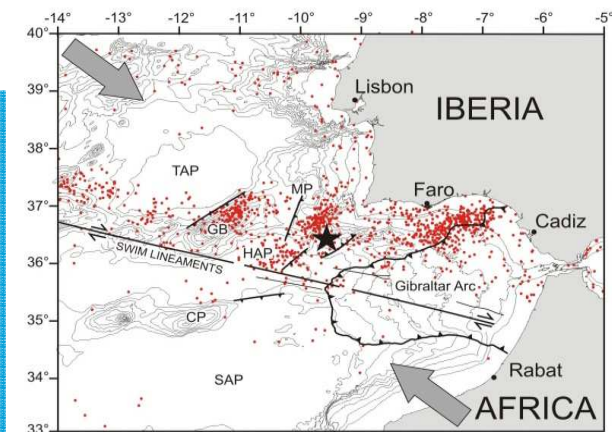 -14° -13° -12° -11° -10° -9° -8° -7° -6° -5°
40°
39°
Lisbon
IBERIA
38°
TAP
MP
Faro
37°
GB
Cadiz
HAP
SWIM LINEAMENTS
36°
Gibraltar Arc
CP
35°
Rabat
34°
SAP
AFRICA
33°